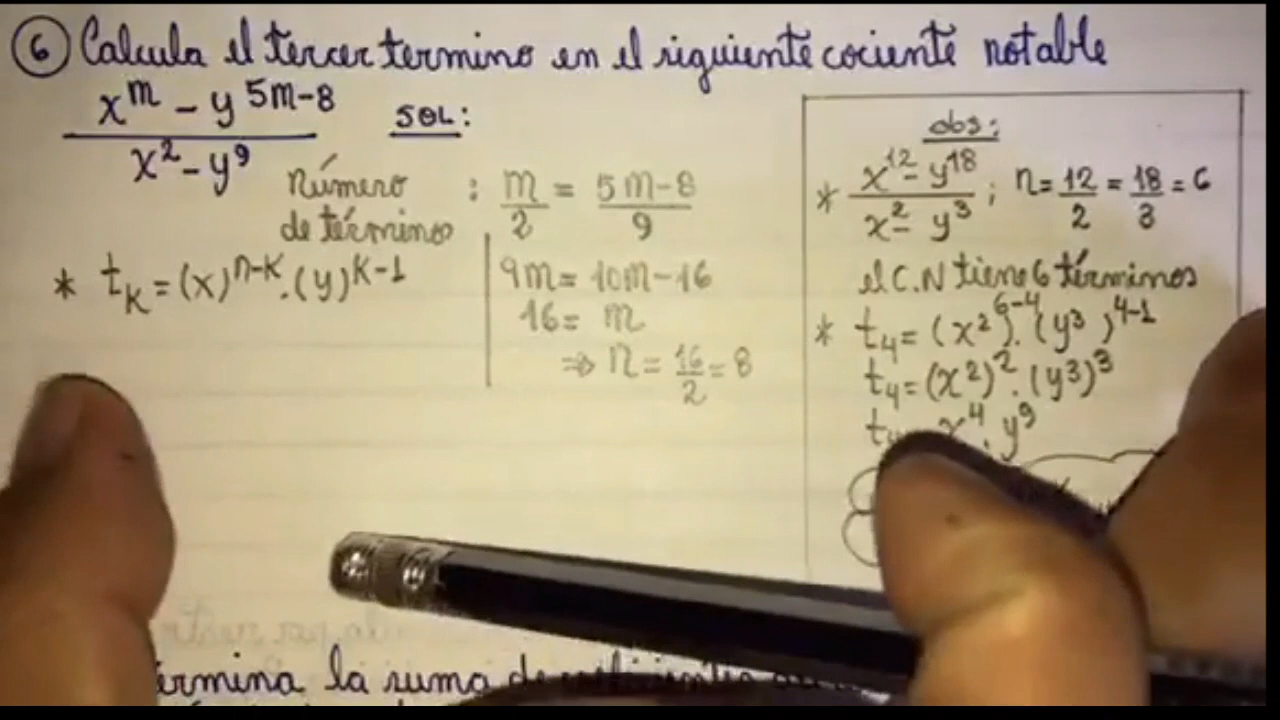 6 Calcula el tercer termino en el siguiente cociente notable
x^m - y^(5m-8)
x^2 - y^9
SOL:
Número de términos : m/2 = 5m-8/9
9m = 10m-16
16 = m
⇒ n = 16/2 = 8
* t_K = (x)^(n-K) . (y)^(K-1)
obs:
* x^12 - y^18 / x^2 - y^3 ; n = 12/2 = 18/3 = 6
el C.N tiene 6 términos
* t_4 = (x^2)^(6-4) . (y^3)^(4-1)
t_4 = (x^2)^2 . (y^3)^3
x^4 . y^9
ermina la suma de